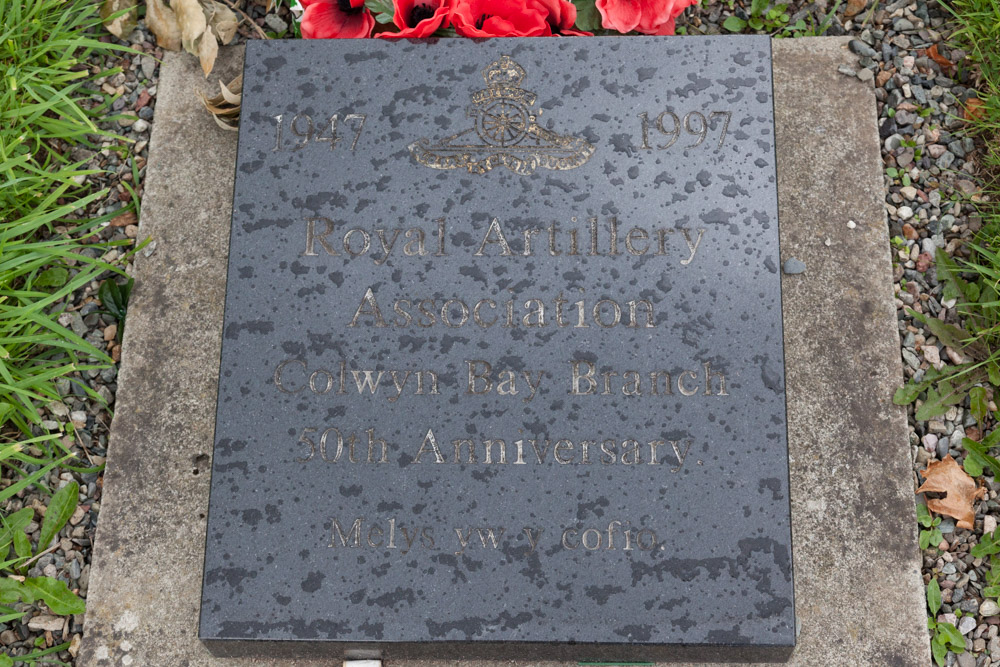 1947 1997
Royal Artillery
Association
Colwyn Bay Branch
50th Anniversary
Melys yw y cofio.